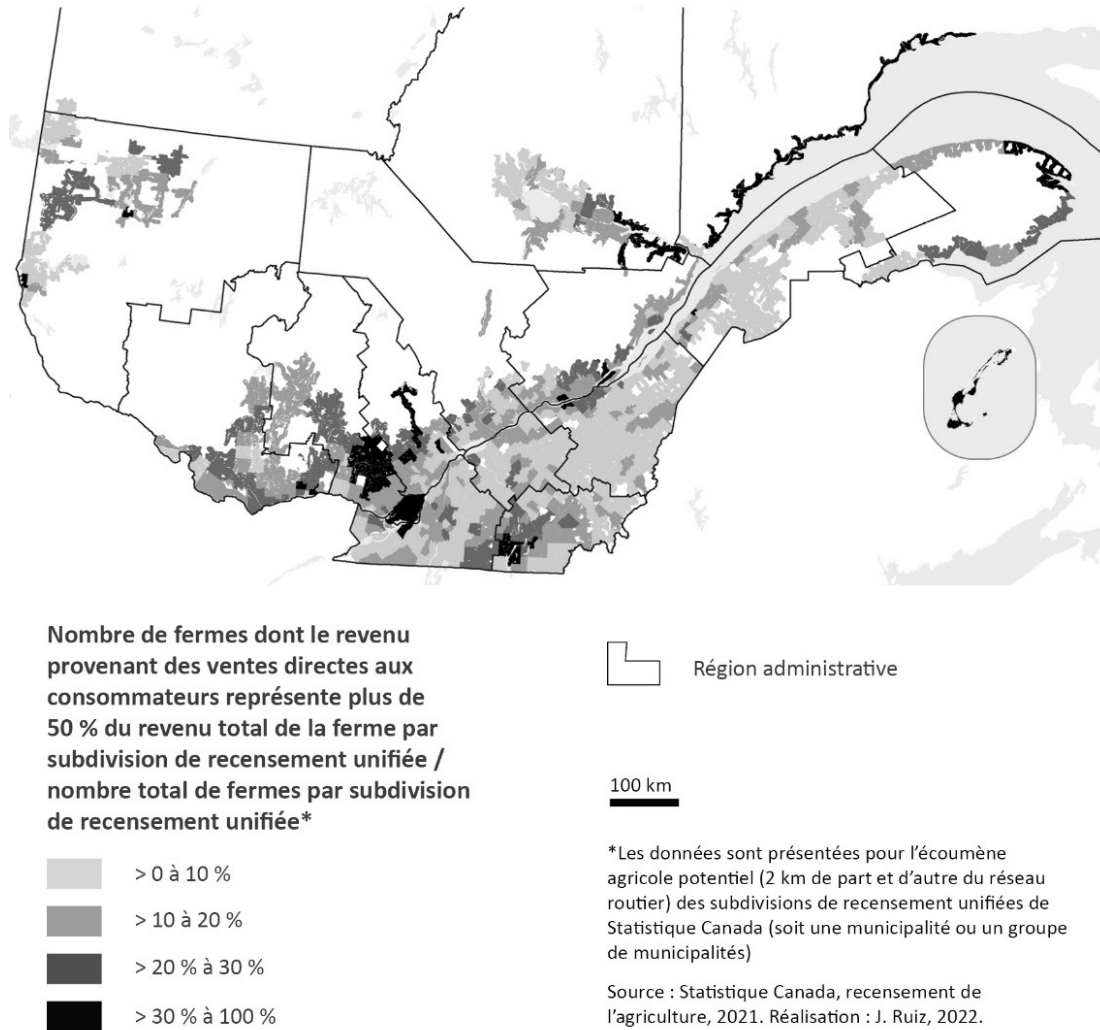 Nombre de fermes dont le revenu
provenant des ventes directes aux
consommateurs représente plus de
50 % du revenu total de la ferme par
subdivision de recensement unifiée /
nombre total de fermes par subdivision
de recensement unifiée*
> 0 à 10 %
> 10 à 20 %
> 20 % à 30 %
> 30 % à 100 %
Région administrative
100 km
*Les données sont présentées pour l'écoumène
agricole potentiel (2 km de part et d'autre du réseau
routier) des subdivisions de recensement unifiées de
Statistique Canada (soit une municipalité ou un groupe
de municipalités)
Source : Statistique Canada, recensement de
l'agriculture, 2021. Réalisation : J. Ruiz, 2022.